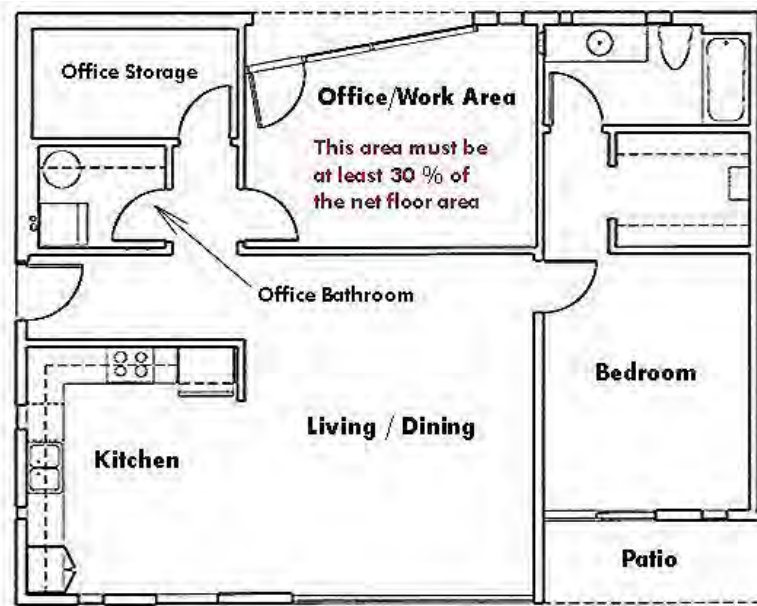 Office Storage
Office/Work Area
This area must be
at least 30 % of
the net floor area
Office Bathroom
Bedroom
Living / Dining
Kitchen
Patio